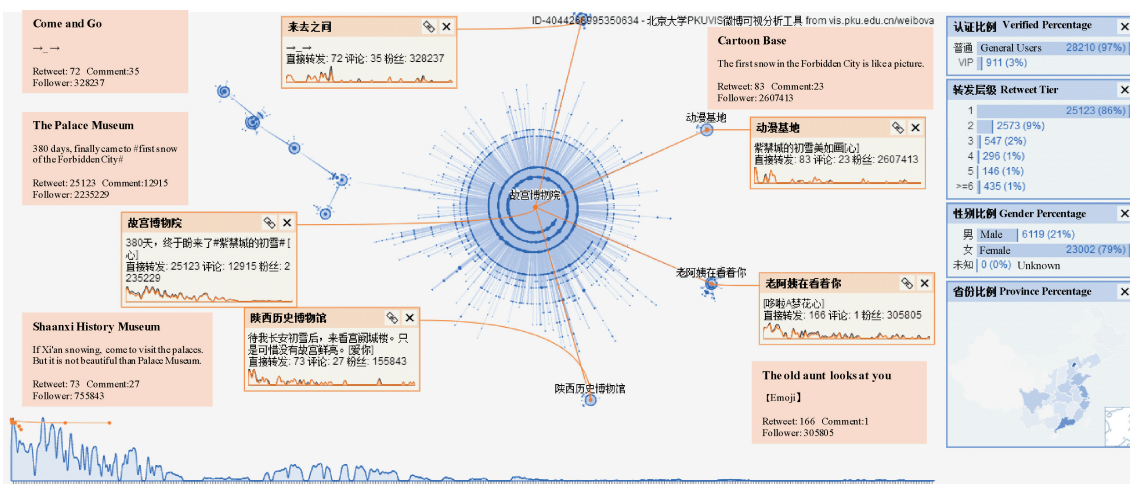 ID-4044266995350634 - 北京大学PKUVIS微博可视分析工具 from vis.pku.edu.cn/weibova
Come and Go
→_→
Retweet: 72 Comment:35
Follower: 328237
来去之间
→_→
直接转发: 72 评论: 35 粉丝: 328237
The Palace Museum
380 days, finally came to #first snow
of the Forbidden City#
Retweet: 25123 Comment:12915
Follower: 2235229
故宫博物院
380天，终于盼来了#紫禁城的初雪# [
心]
直接转发: 25123 评论: 12915 粉丝: 2
235229
Shaanxi History Museum
If Xi'an snowing, come to visit the palaces.
But it is not beautiful than Palace Museum.
Retweet: 73 Comment:27
Follower: 755843
陕西历史博物馆
待我长安初雪后，来看宫阙城楼。只
是可惜没有故宫鲜亮。[爱你]
直接转发: 73 评论: 27 粉丝: 155843
故宫博物院
动漫基地
老阿姨在看着你
陕西历史博物馆
Cartoon Base
The first snow in the Forbidden City is like a picture.
Retweet: 83 Comment:23
Follower: 2607413
动漫基地
紫禁城的初雪美如画[心]
直接转发: 83 评论: 23 粉丝: 2607413
老阿姨在看着你
[哆啦A梦花心]
直接转发: 166 评论: 1 粉丝: 305805
The old aunt looks at you
【Emoji】
Retweet: 166 Comment:1
Follower: 305805
认证比例 Verified Percentage
普通 General Users 28210 (97%)
VIP 911 (3%)
转发层级 Retweet Tier
1 25123 (86%)
2 2573 (9%)
3 547 (2%)
4 296 (1%)
5 146 (1%)
>=6 435 (1%)
性别比例 Gender Percentage
男 Male 6119 (21%)
女 Female 23002 (79%)
未知 0 (0%) Unknown
省份比例 Province Percentage